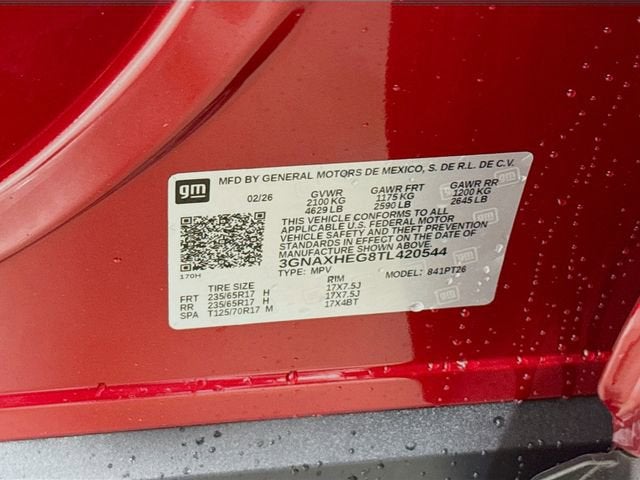 gm
MFD BY GENERAL MOTORS DE MEXICO, S. DE R.L. DE C.V.
02/26 GVWR GAWR FRT GAWR RR
2100 KG 1175 KG 1200 KG
4629 LB 2590 LB 2645 LB
THIS VEHICLE CONFORMS TO ALL
APPLICABLE U.S. FEDERAL MOTOR
VEHICLE SAFETY AND THEFT PREVENTION
STANDARDS IN EFFECT ON THE DATE OF
MANUFACTURE SHOWN ABOVE.
3GNAXHEG8TL420544
170H
TYPE: MPV MODEL: 841PT26
TIRE SIZE RIM
FRT 235/65R17 H 17X7.5J
RR 235/65R17 H 17X7.5J
SPA T125/70R17 M 17X4BT